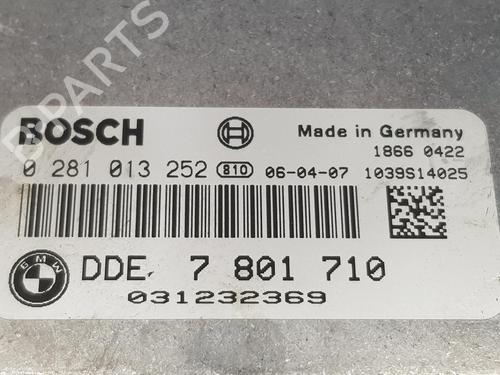 B-PARTS
BOSCH
Made in Germany
1866 0422
0 281 013 252 810 06-04-07 1039S14025
BMW
DDE 7 801 710
031232369